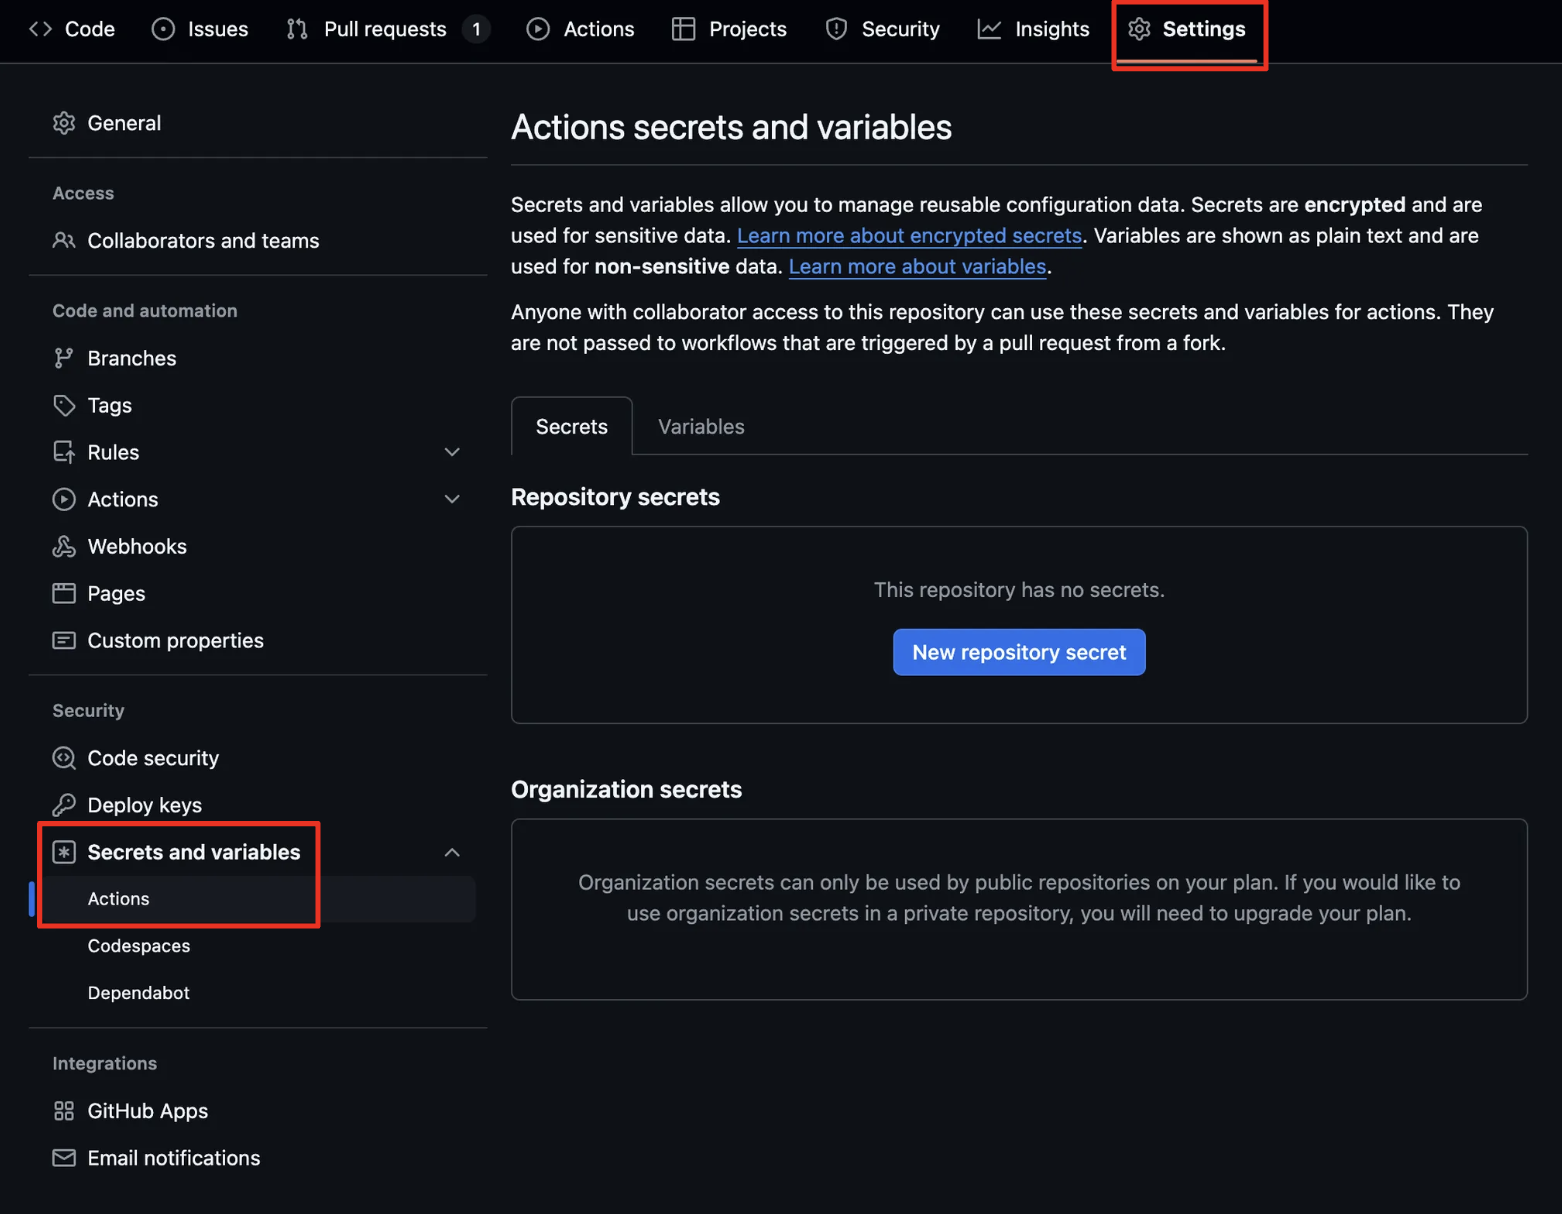 Code
Issues
Pull requests 1
Actions
Projects
Security
Insights
Settings
General
Access
Collaborators and teams
Code and automation
Branches
Tags
Rules
Actions
Webhooks
Pages
Custom properties
Security
Code security
Deploy keys
Secrets and variables
Actions
Codespaces
Dependabot
Integrations
GitHub Apps
Email notifications
Actions secrets and variables
Secrets and variables allow you to manage reusable configuration data. Secrets are encrypted and are
used for sensitive data. Learn more about encrypted secrets. Variables are shown as plain text and are
used for non-sensitive data. Learn more about variables.
Anyone with collaborator access to this repository can use these secrets and variables for actions. They
are not passed to workflows that are triggered by a pull request from a fork.
Secrets
Variables
Repository secrets
This repository has no secrets.
New repository secret
Organization secrets
Organization secrets can only be used by public repositories on your plan. If you would like to
use organization secrets in a private repository, you will need to upgrade your plan.